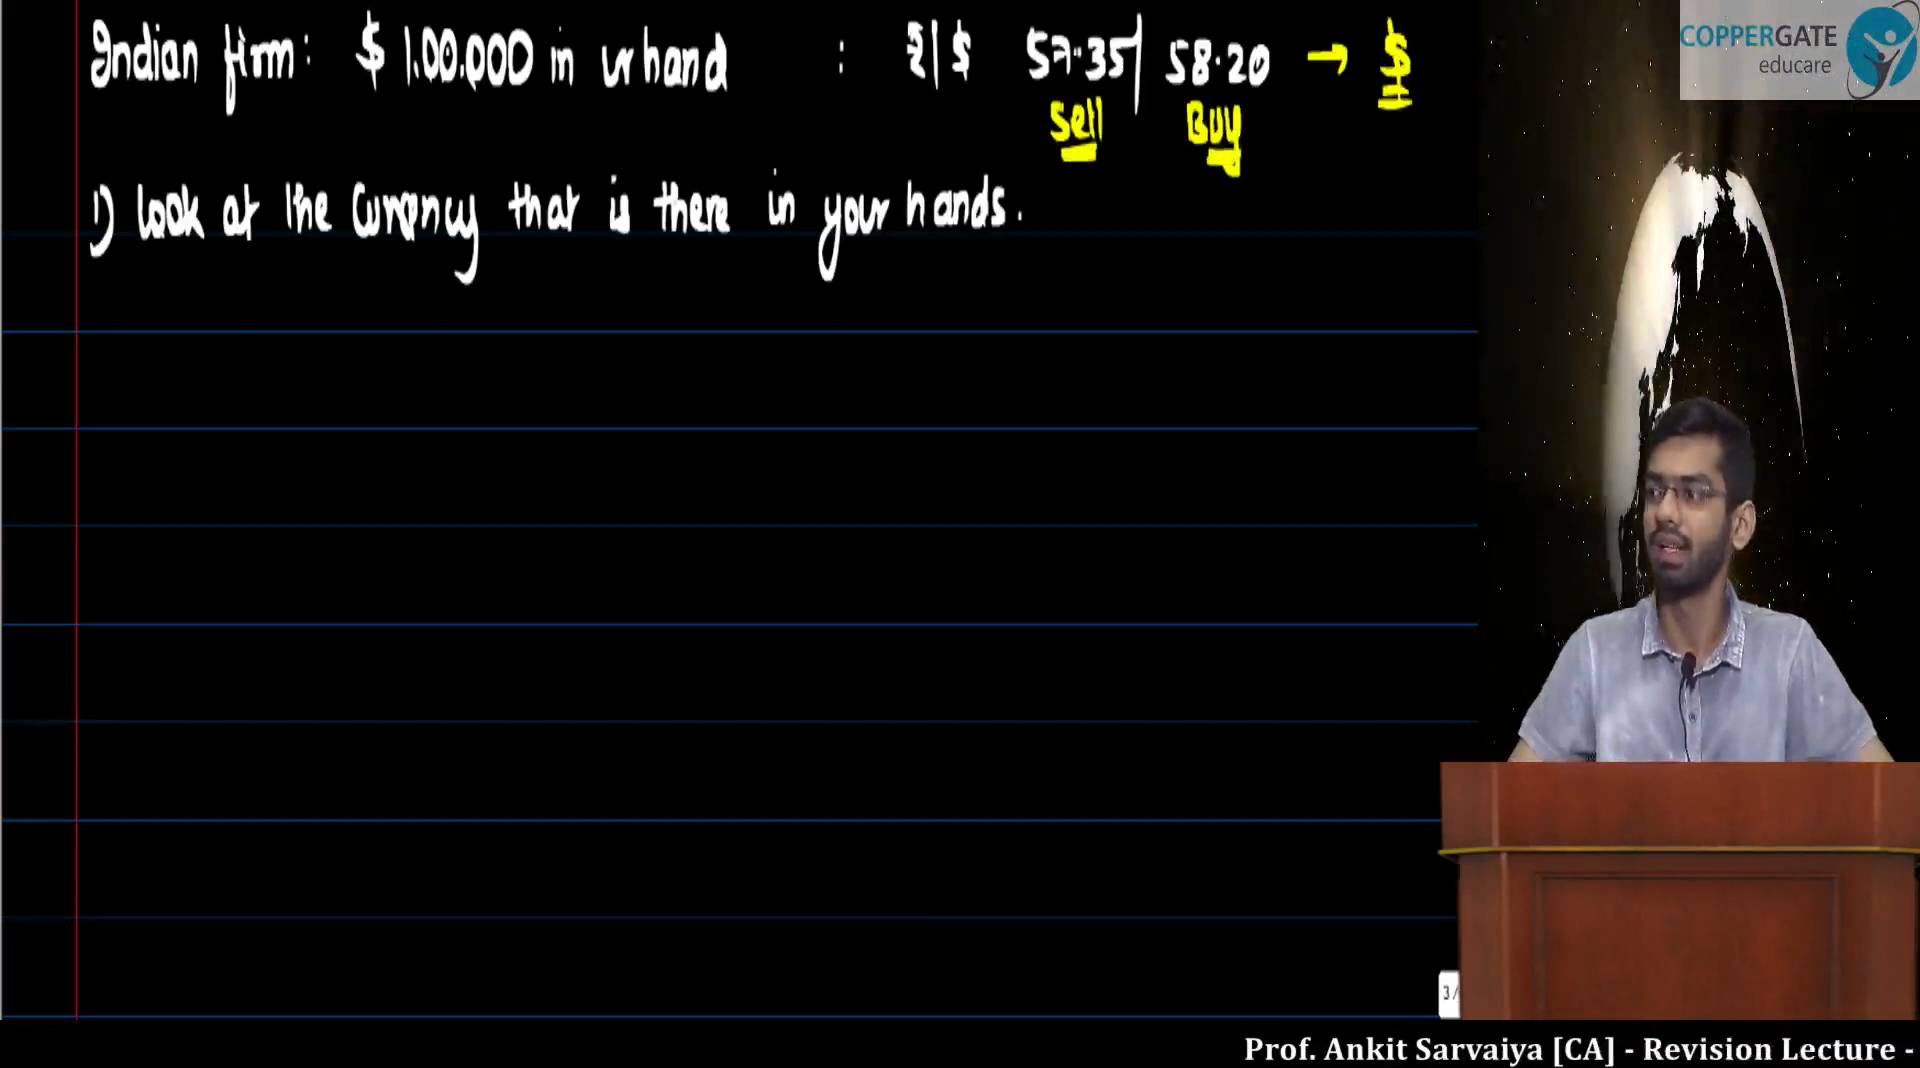 Indian firm: $ 1.00.000 in ur hand : ₹|$ 57.35| 58.20 → $
Sell Buy
1) look at the Currency that is there in your hands.
COPPERGATE
educare
3/
Prof. Ankit Sarvaiya [CA] - Revision Lecture -